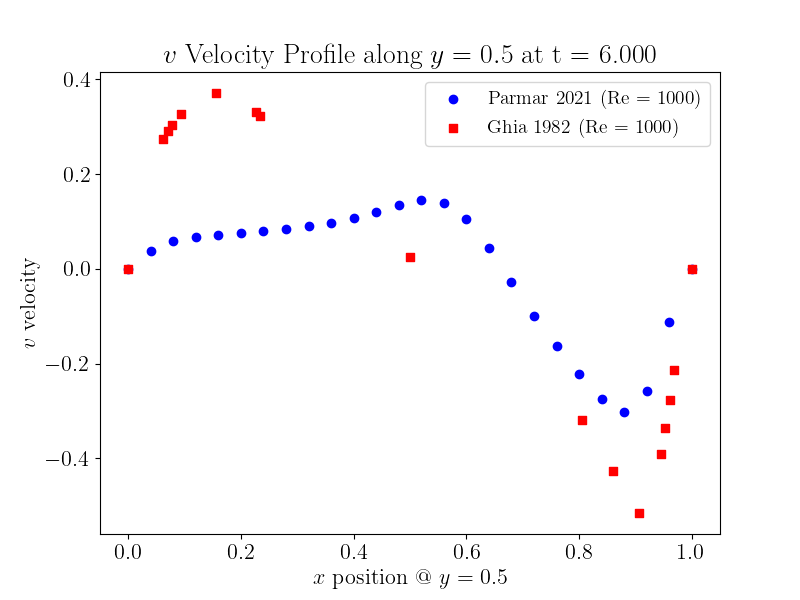 v Velocity Profile along y = 0.5 at t = 6.000
Parmar 2021 (Re = 1000)
Ghia 1982 (Re = 1000)
0.4
0.2
0.0
−0.2
−0.4
v velocity
0.0 0.2 0.4 0.6 0.8 1.0
x position @ y = 0.5